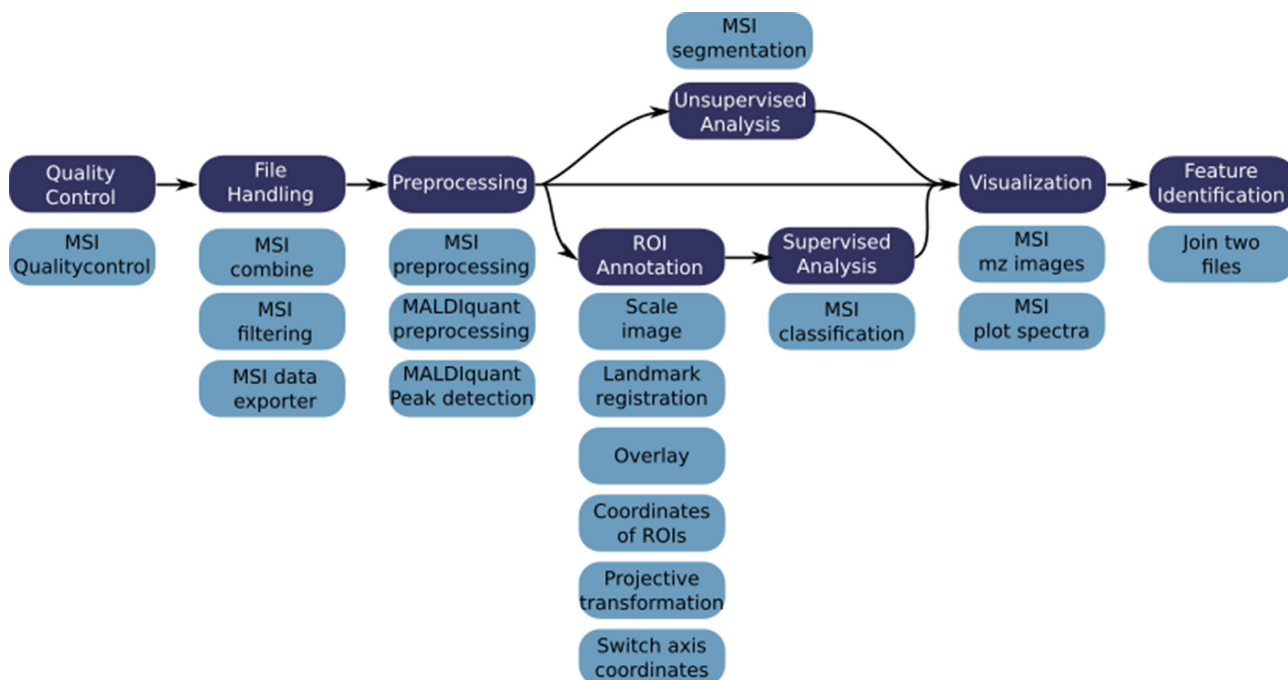 MSI
segmentation
Unsupervised
Analysis
Quality
Control
MSI
Qualitycontrol
File
Handling
MSI
combine
MSI
filtering
MSI data
exporter
Preprocessing
MSI
preprocessing
MALDIquant
preprocessing
MALDIquant
Peak detection
ROI
Annotation
Scale
image
Landmark
registration
Overlay
Coordinates
of ROIs
Projective
transformation
Switch axis
coordinates
Supervised
Analysis
MSI
classification
Visualization
MSI
mz images
MSI
plot spectra
Feature
Identification
Join two
files